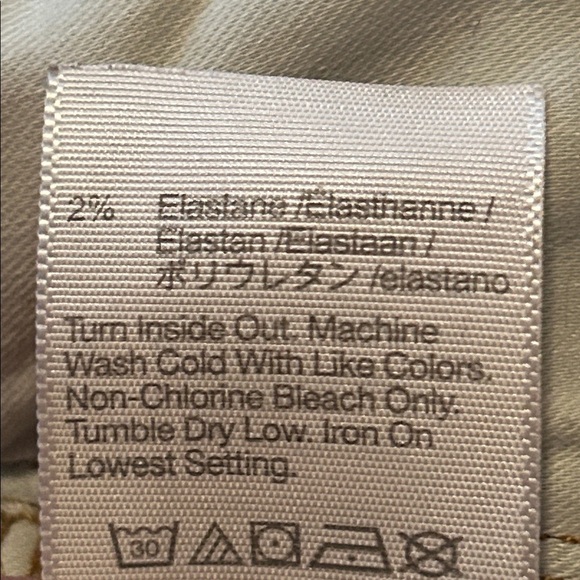 2% Elastane /Élasthanne /
Elastan /Elastaan /
ポリウレタン /elastano
Turn Inside Out. Machine
Wash Cold With Like Colors.
Non-Chlorine Bleach Only.
Tumble Dry Low. Iron On
Lowest Setting.
30